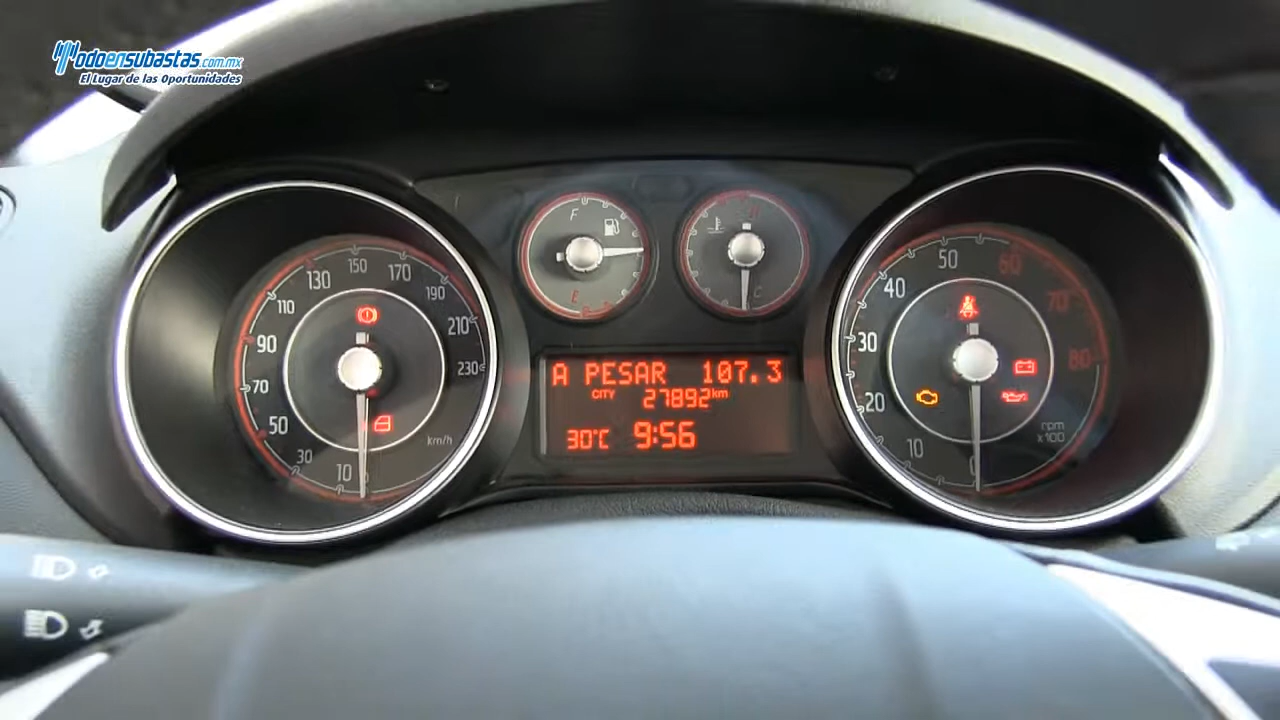 Todoensubastas.com.mx
El Lugar de las Oportunidades
10
30
50
70
90
110
130
150
170
190
210
230
km/h
F
E
H
C
A PESAR 107.3
CITY 27892km
30°C 9:56
0
10
20
30
40
50
60
70
80
rpm
x100